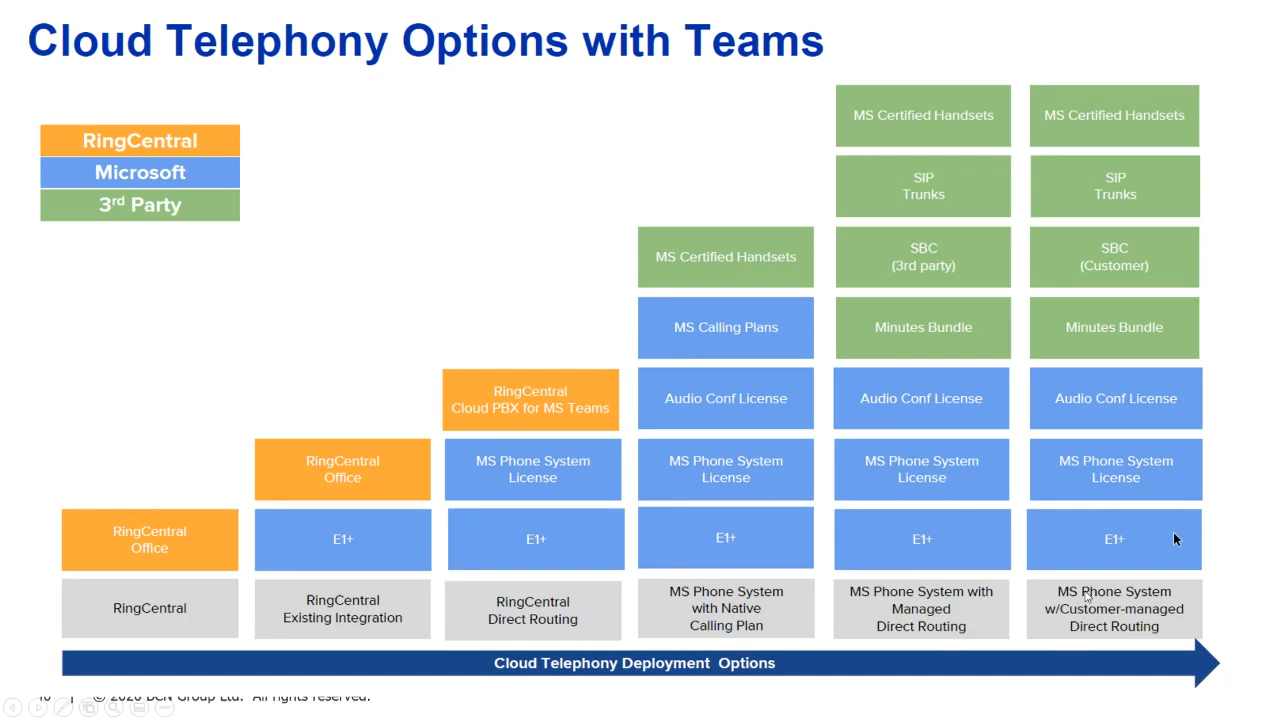 Cloud Telephony Options with Teams
RingCentral
Microsoft
3rd Party
MS Certified Handsets
MS Certified Handsets
SIP
Trunks
SIP
Trunks
MS Certified Handsets
SBC
(3rd party)
SBC
(Customer)
MS Calling Plans
Minutes Bundle
Minutes Bundle
RingCentral
Cloud PBX for MS Teams
Audio Conf License
Audio Conf License
Audio Conf License
RingCentral
Office
MS Phone System
License
MS Phone System
License
MS Phone System
License
MS Phone System
License
RingCentral
Office
E1+
E1+
E1+
E1+
E1+
RingCentral
RingCentral
Existing Integration
RingCentral
Direct Routing
MS Phone System
with Native
Calling Plan
MS Phone System with
Managed
Direct Routing
MS Phone System
w/Customer-managed
Direct Routing
Cloud Telephony Deployment Options
| © 2020 BCN Group Ltd. All rights reserved.